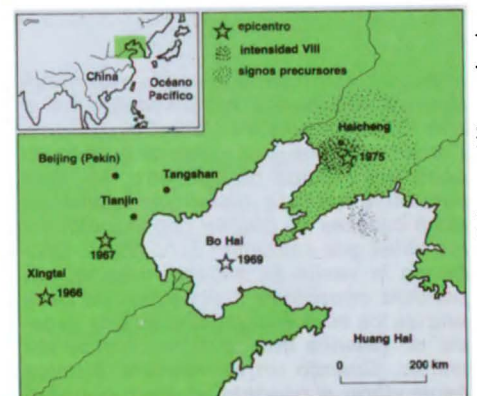 China
Océano
Pacífico
epicentro
intensidad VIII
signos precursores
Haicheng
1975
Beijing (Pekín)
Tangshan
Tianjin
1967
Bo Hai
1969
Xingtai
1966
Huang Hai
0 200 km